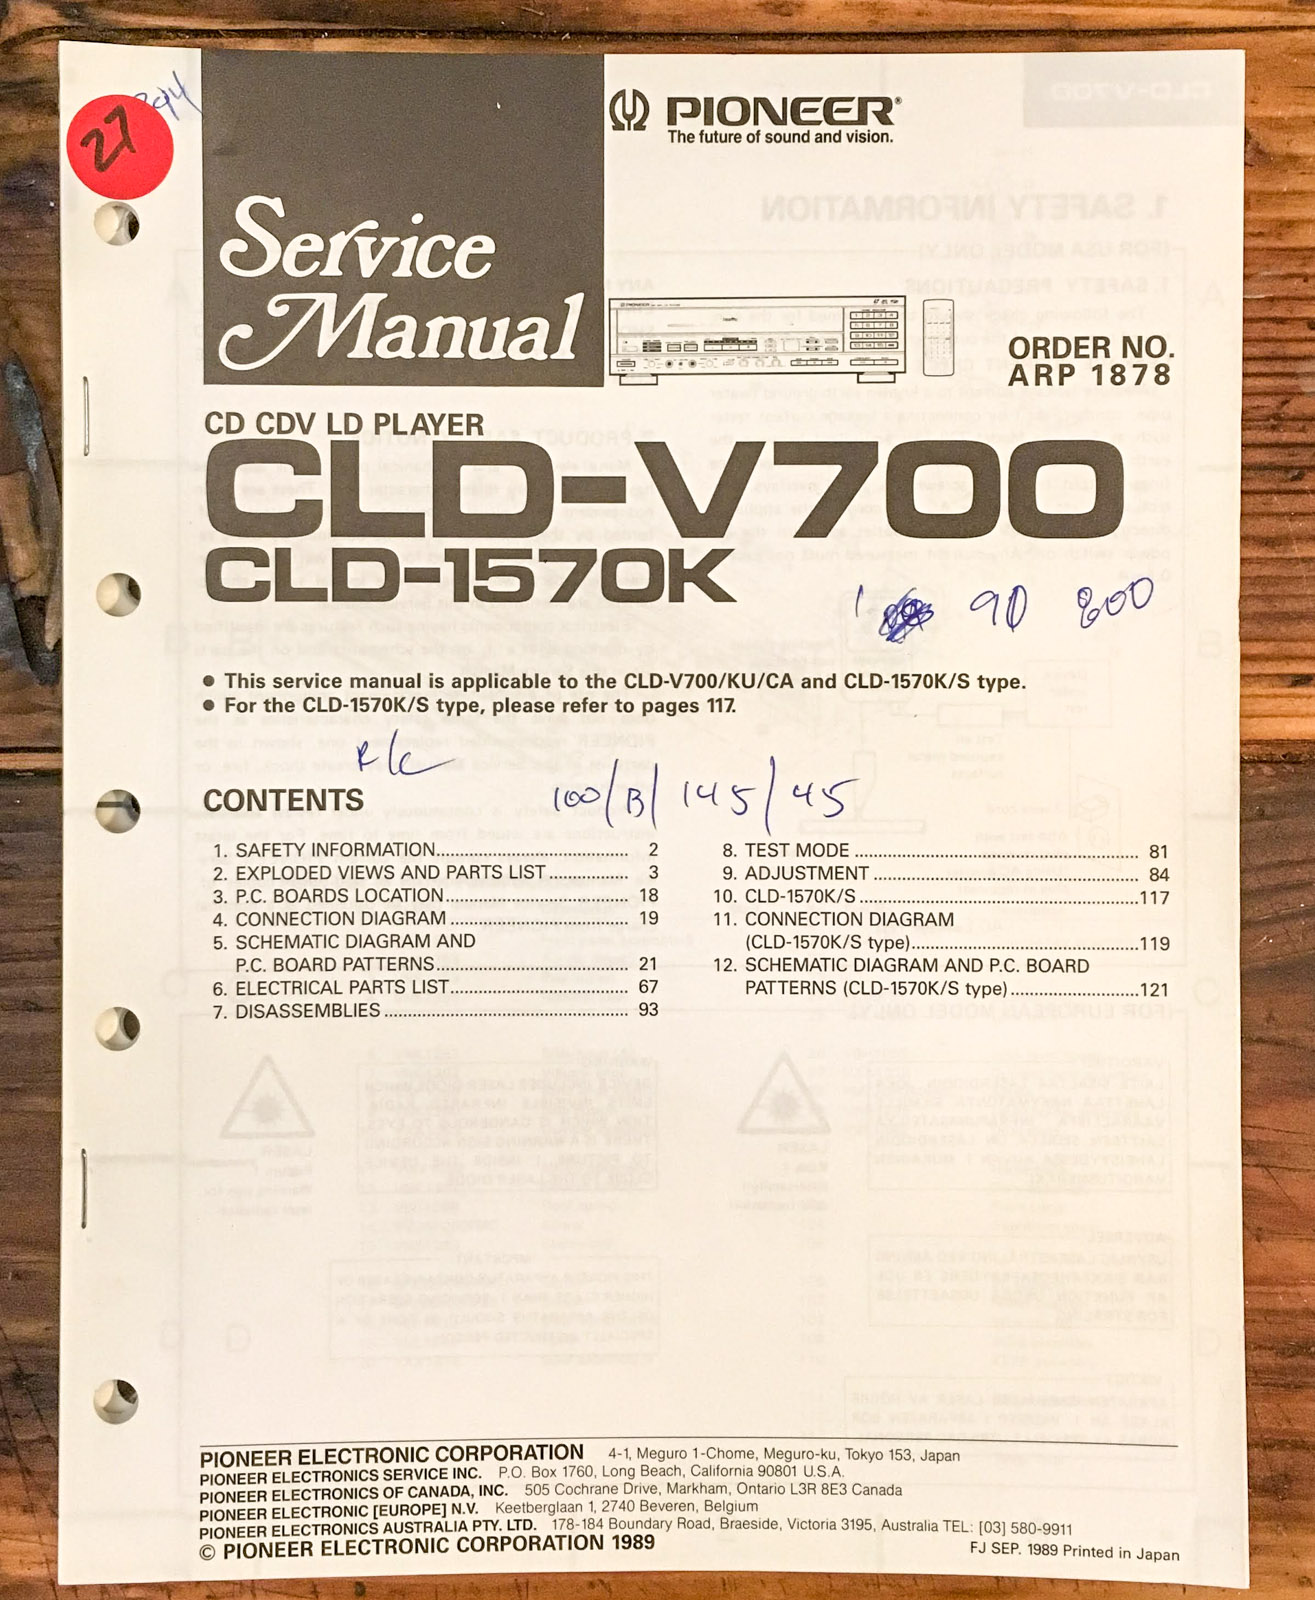 27
Service
Manual
PIONEER®
The future of sound and vision.
ORDER NO.
ARP 1878
CD CDV LD PLAYER
CLD-V700
CLD-1570K
90 800
● This service manual is applicable to the CLD-V700/KU/CA and CLD-1570K/S type.
● For the CLD-1570K/S type, please refer to pages 117.
100/B/145/45
CONTENTS
1. SAFETY INFORMATION........ 2
2. EXPLODED VIEWS AND PARTS LIST........ 3
3. P.C. BOARDS LOCATION........ 18
4. CONNECTION DIAGRAM........ 19
5. SCHEMATIC DIAGRAM AND
P.C. BOARD PATTERNS........ 21
6. ELECTRICAL PARTS LIST........ 67
7. DISASSEMBLIES........ 93
8. TEST MODE........ 81
9. ADJUSTMENT........ 84
10. CLD-1570K/S........117
11. CONNECTION DIAGRAM
(CLD-1570K/S type)........119
12. SCHEMATIC DIAGRAM AND P.C. BOARD
PATTERNS (CLD-1570K/S type)........121
PIONEER ELECTRONIC CORPORATION 4-1, Meguro 1-Chome, Meguro-ku, Tokyo 153, Japan
PIONEER ELECTRONICS SERVICE INC. P.O. Box 1760, Long Beach, California 90801 U.S.A.
PIONEER ELECTRONICS OF CANADA, INC. 505 Cochrane Drive, Markham, Ontario L3R 8E3 Canada
PIONEER ELECTRONIC [EUROPE] N.V. Keetberglaan 1, 2740 Beveren, Belgium
PIONEER ELECTRONICS AUSTRALIA PTY. LTD. 178-184 Boundary Road, Braeside, Victoria 3195, Australia TEL: [03] 580-9911
© PIONEER ELECTRONIC CORPORATION 1989
FJ SEP. 1989 Printed in Japan